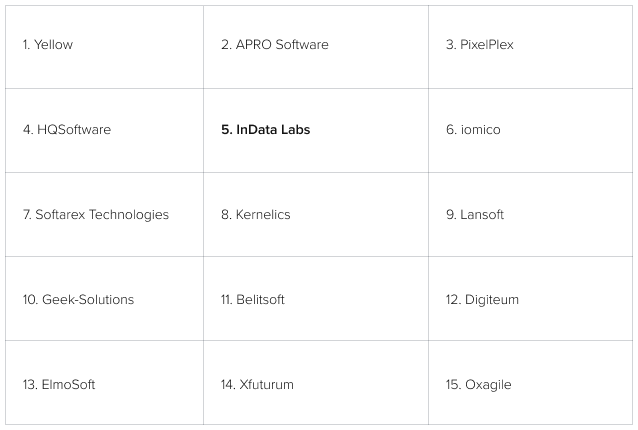 1. Yellow
2. APRO Software
3. PixelPlex
4. HQSoftware
5. InData Labs
6. iomico
7. Softarex Technologies
8. Kernelics
9. Lansoft
10. Geek-Solutions
11. Belitsoft
12. Digiteum
13. ElmoSoft
14. Xfuturum
15. Oxagile